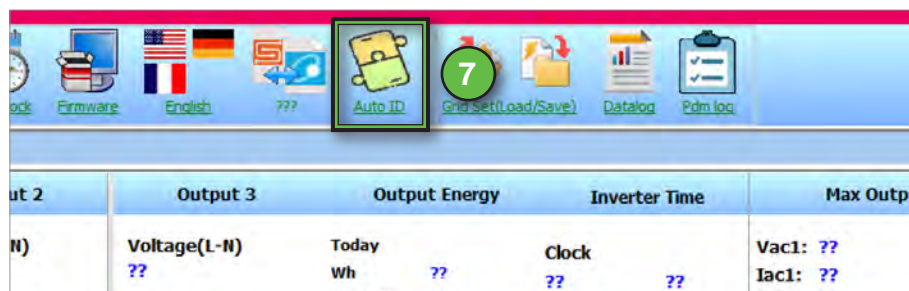 7
ock Firmware English ??? Auto ID Grid Set(Load/Save) Datalog Pdm log
ut 2 Output 3 Output Energy Inverter Time Max Outp
N) Voltage(L-N) Today Clock Vac1: ??
?? Wh ?? ?? ?? Iac1: ??